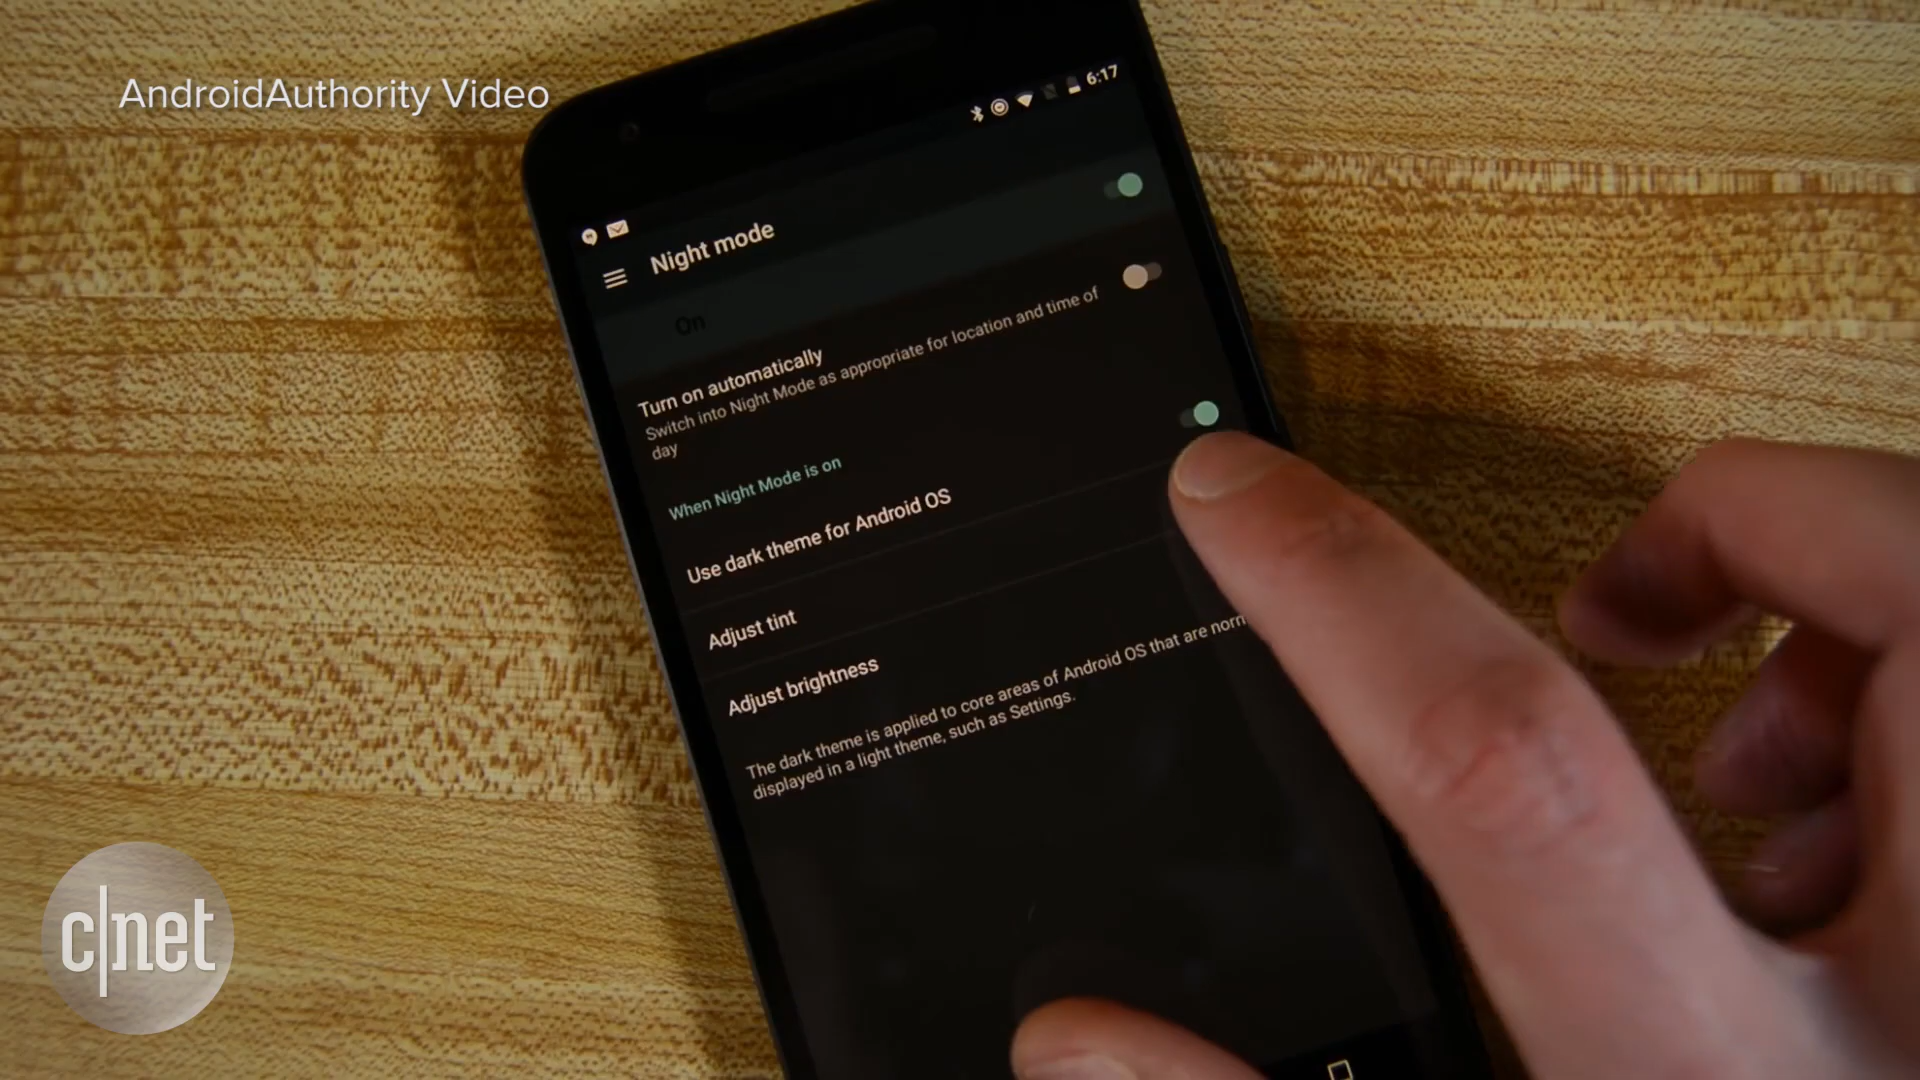 AndroidAuthority Video
6:17
Night mode
On
Turn on automatically
Switch into Night Mode as appropriate for location and time of
day
When Night Mode is on
Use dark theme for Android OS
Adjust tint
Adjust brightness
The dark theme is applied to core areas of Android OS that are
displayed in a light theme, such as Settings.
c|net